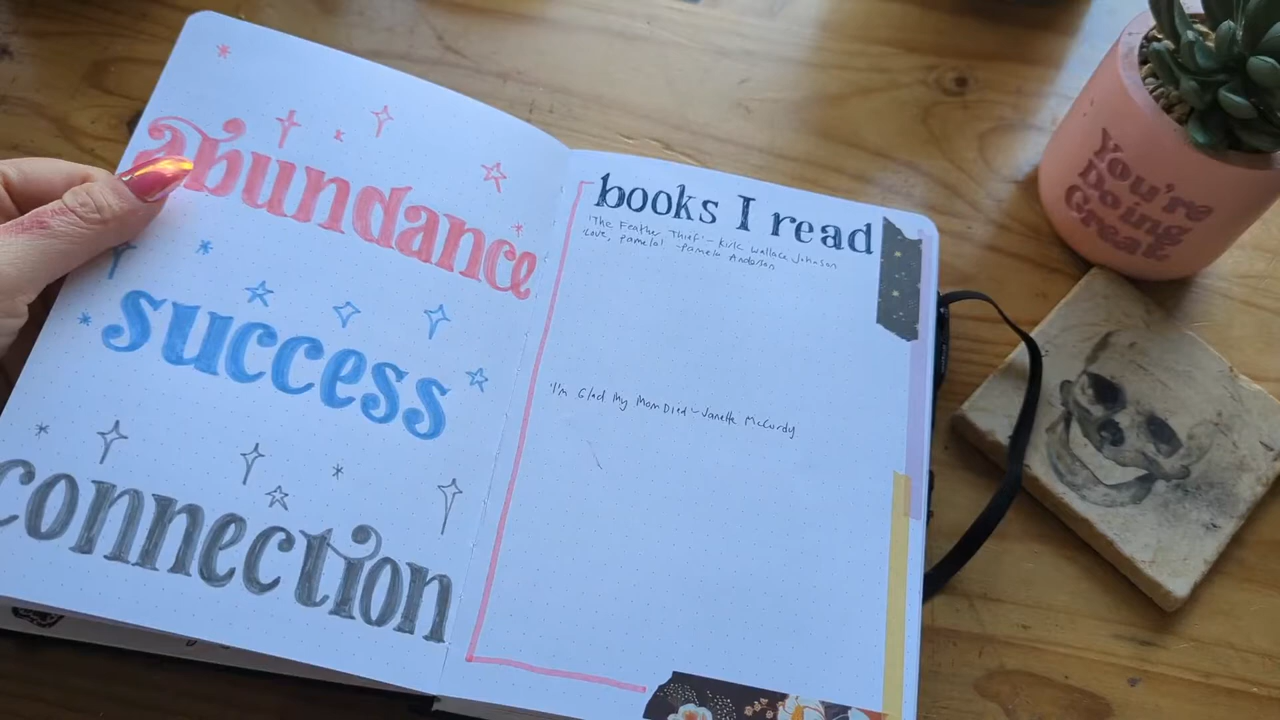 abundance
success
connection
books I read
'The Feather Thief' - Kirk Wallace Johnson
'Love, Pamela' - Pamela Anderson
'I'm Glad My Mom Died' - Janette McCurdy
You're
Doing
Great